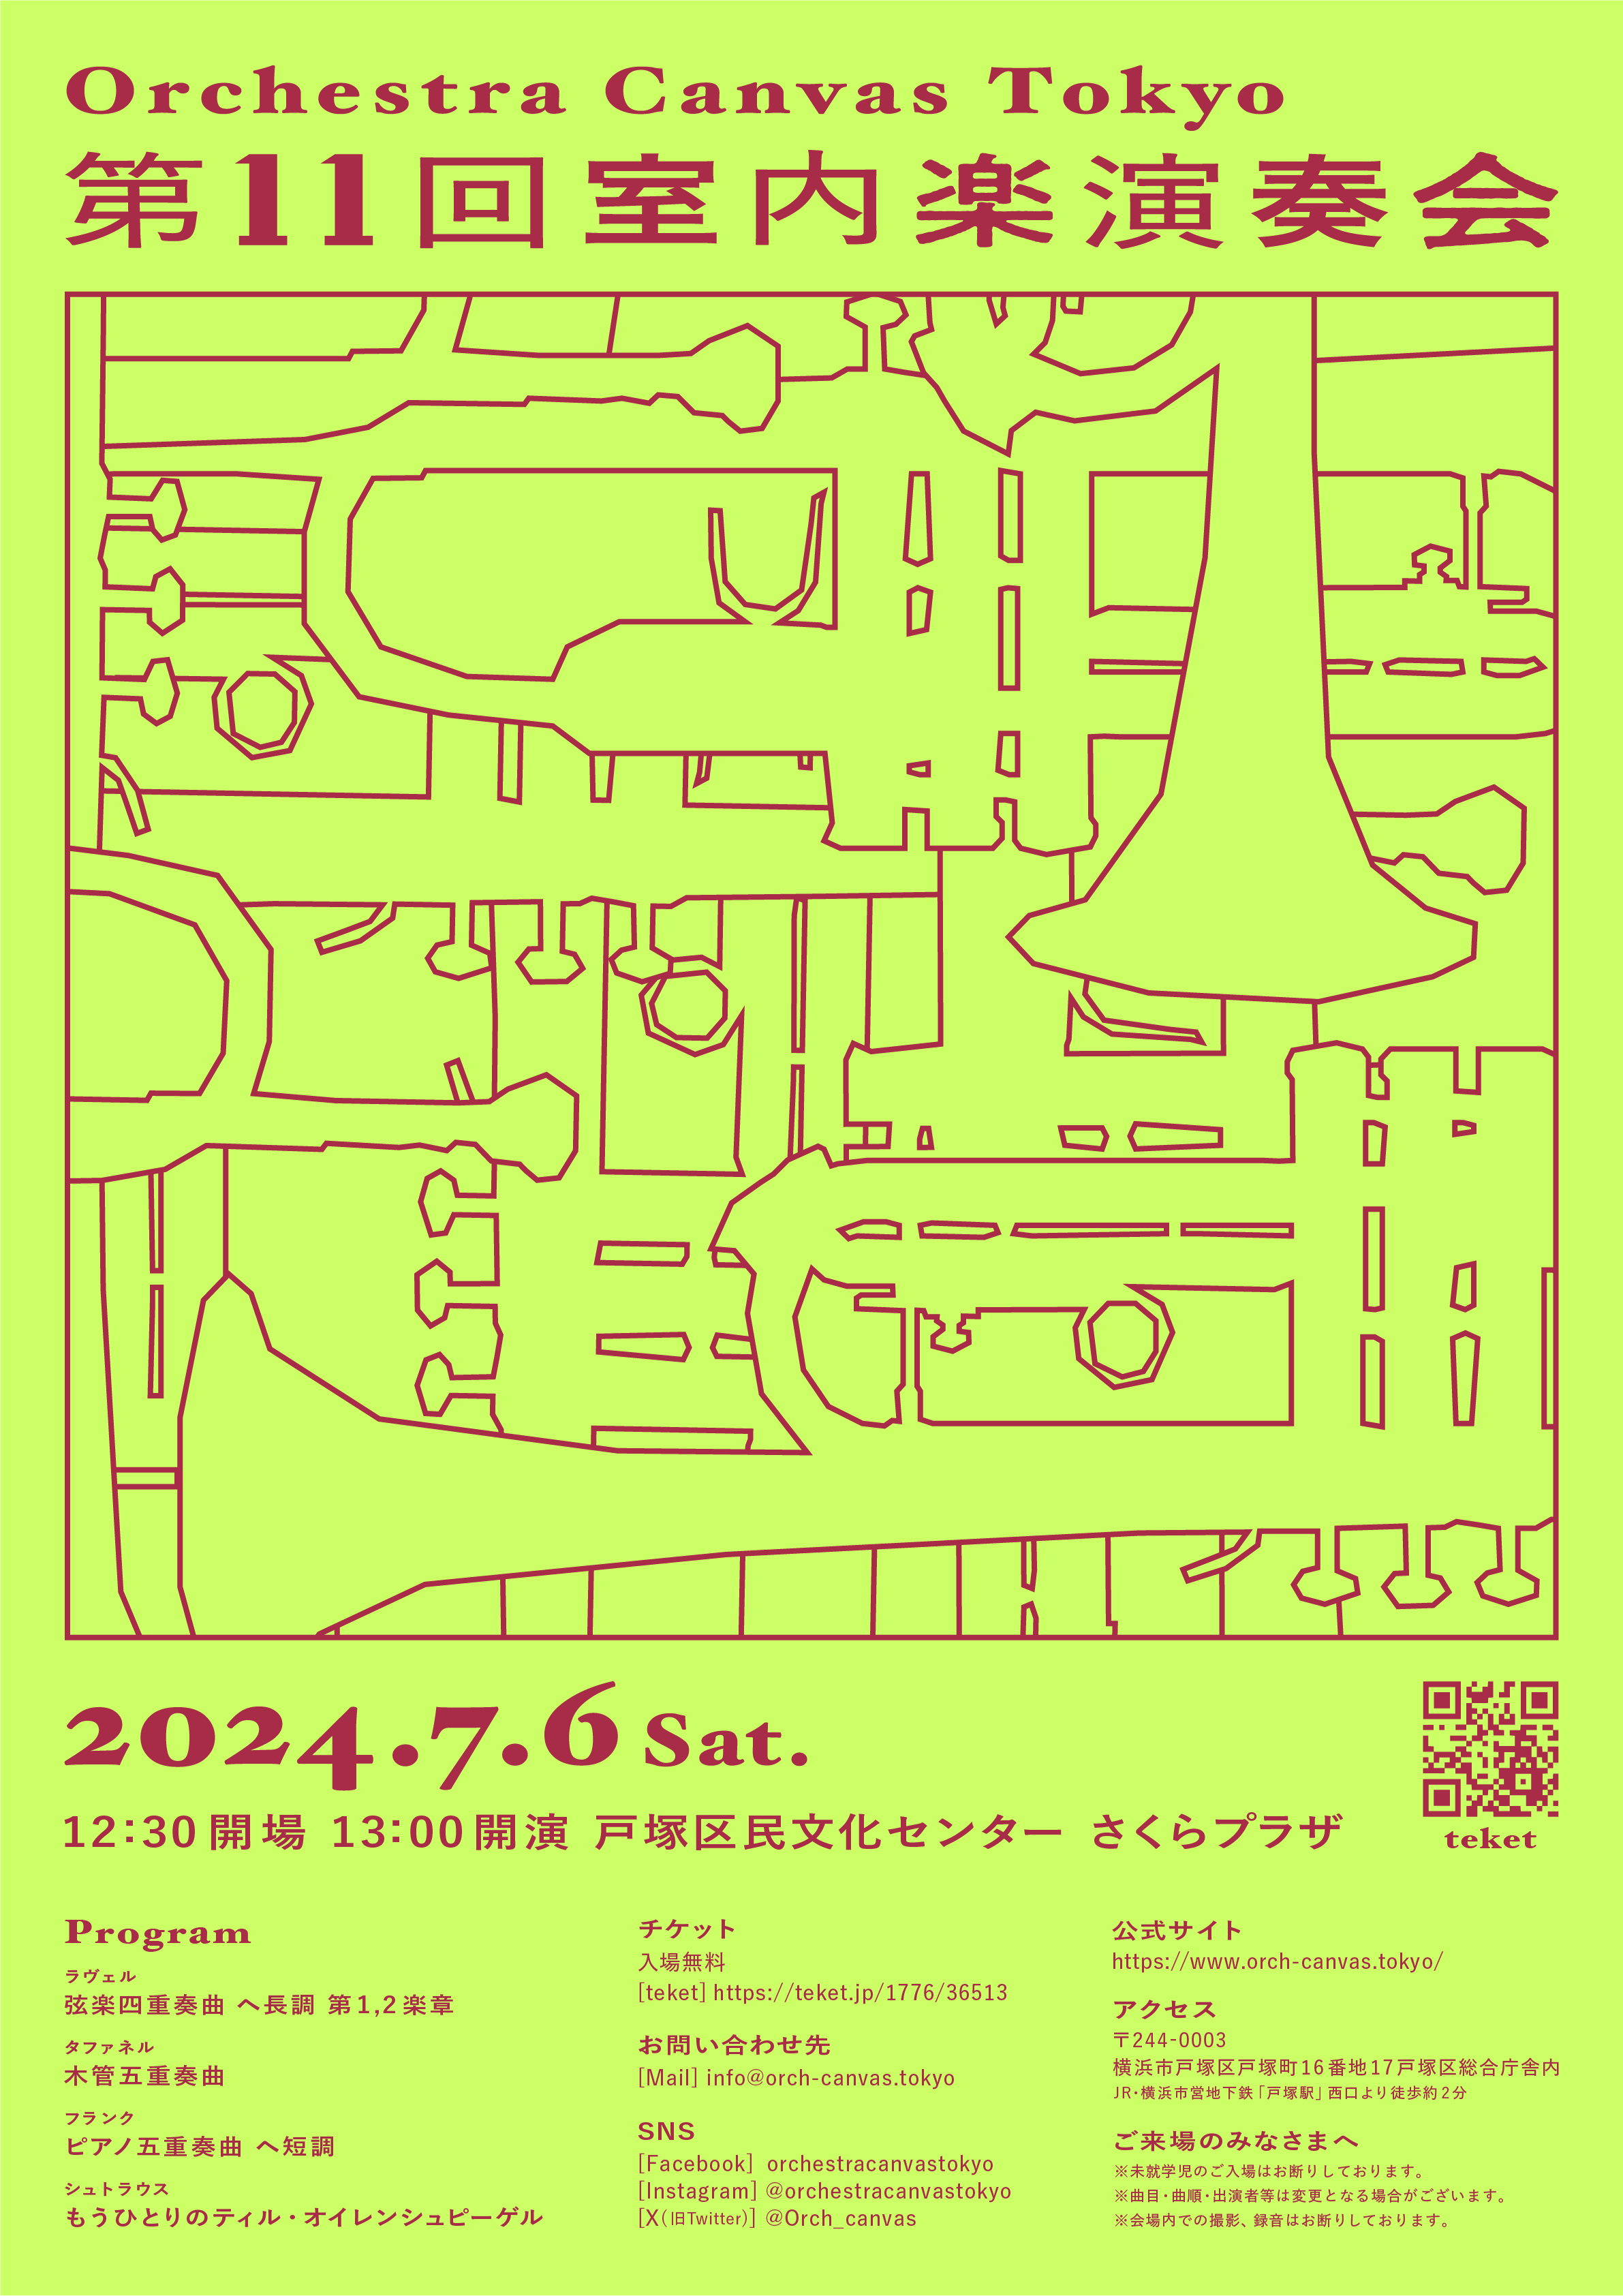 Orchestra Canvas Tokyo
第11回室内楽演奏会
2024.7.6 Sat.
12:30開場 13:00開演 戸塚区民文化センター さくらプラザ
teket
Program
ラヴェル
弦楽四重奏曲 ヘ長調 第1,2楽章
タファネル
木管五重奏曲
フランク
ピアノ五重奏曲 ヘ短調
シュトラウス
もうひとりのティル・オイレンシュピーゲル
チケット
入場無料
[teket] https://teket.jp/1776/36513
お問い合わせ先
[Mail] info@orch-canvas.tokyo
SNS
[Facebook] orchestracanvastokyo
[Instagram] @orchestracanvastokyo
[X(旧Twitter)] @Orch_canvas
公式サイト
https://www.orch-canvas.tokyo/
アクセス
〒244-0003
横浜市戸塚区戸塚町16番地17戸塚区総合庁舎内
JR・横浜市営地下鉄「戸塚駅」西口より徒歩約2分
ご来場のみなさまへ
※未就学児のご入場はお断りしております。
※曲目・曲順・出演者等は変更となる場合がございます。
※会場内での撮影、録音はお断りしております。